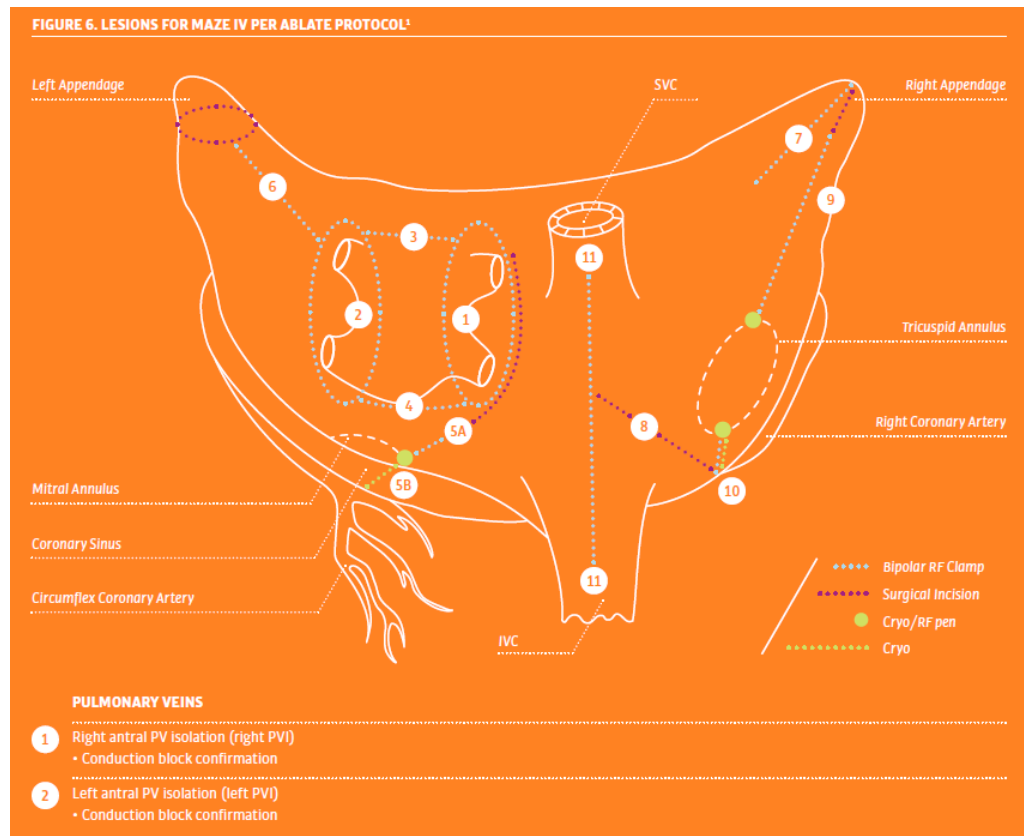 FIGURE 6. LESIONS FOR MAZE IV PER ABLATE PROTOCOL¹
Left Appendage
SVC
Right Appendage
7
6
9
3
11
2
1
Tricuspid Annulus
4
Right Coronary Artery
5A
8
Mitral Annulus
5B
10
Coronary Sinus
Bipolar RF Clamp
11
Circumflex Coronary Artery
Surgical Incision
Cryo/RF pen
IVC
Cryo
PULMONARY VEINS
1 Right antral PV isolation (right PVI)
• Conduction block confirmation
2 Left antral PV isolation (left PVI)
• Conduction block confirmation